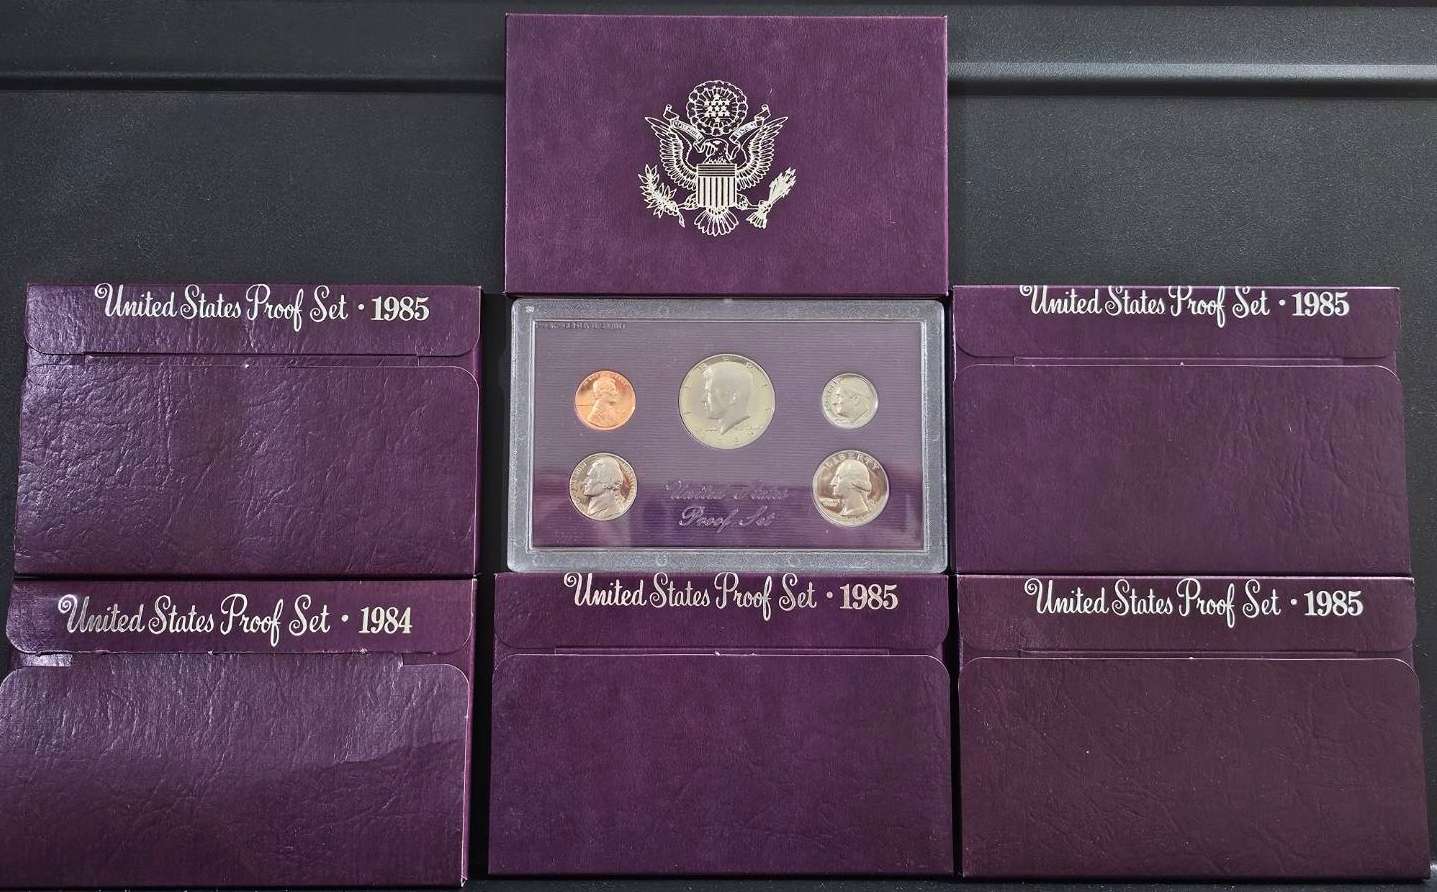 United States Proof Set · 1985
United States Proof Set · 1985
LIBERTY
United States
Proof Set
United States Proof Set · 1984
United States Proof Set · 1985
United States Proof Set · 1985